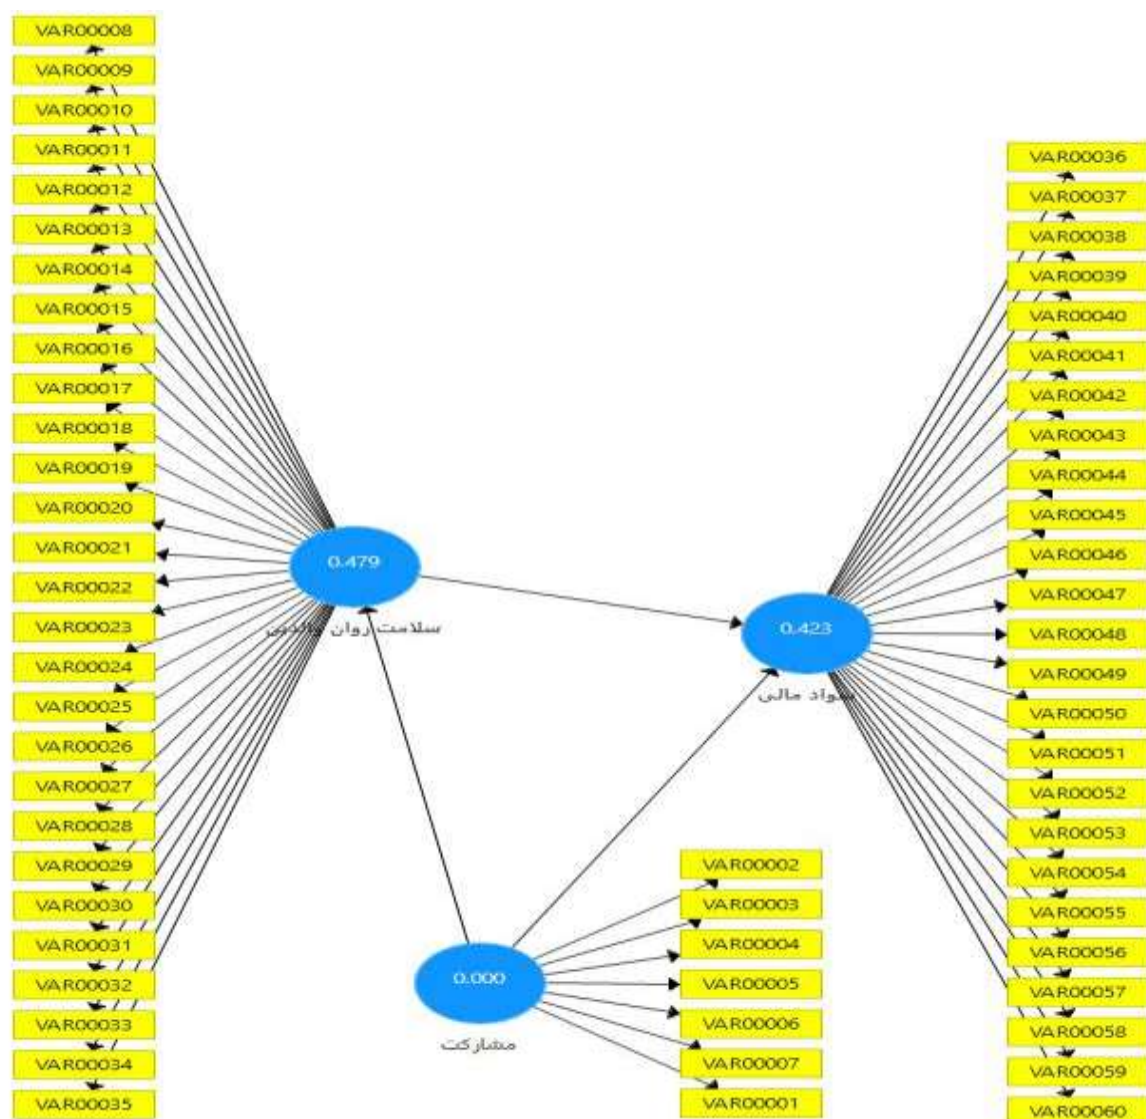 VAR00008
VAR00009
VAR00010
VAR00011
VAR00012
VAR00013
VAR00014
VAR00015
VAR00016
VAR00017
VAR00018
VAR00019
VAR00020
VAR00021
VAR00022
VAR00023
VAR00024
VAR00025
VAR00026
VAR00027
VAR00028
VAR00029
VAR00030
VAR00031
VAR00032
VAR00033
VAR00034
VAR00035
0.479
سلامت روان والدین
0.000
مشارکت
VAR00002
VAR00003
VAR00004
VAR00005
VAR00006
VAR00007
VAR00001
0.423
سواد مالی
VAR00036
VAR00037
VAR00038
VAR00039
VAR00040
VAR00041
VAR00042
VAR00043
VAR00044
VAR00045
VAR00046
VAR00047
VAR00048
VAR00049
VAR00050
VAR00051
VAR00052
VAR00053
VAR00054
VAR00055
VAR00056
VAR00057
VAR00058
VAR00059
VAR00060